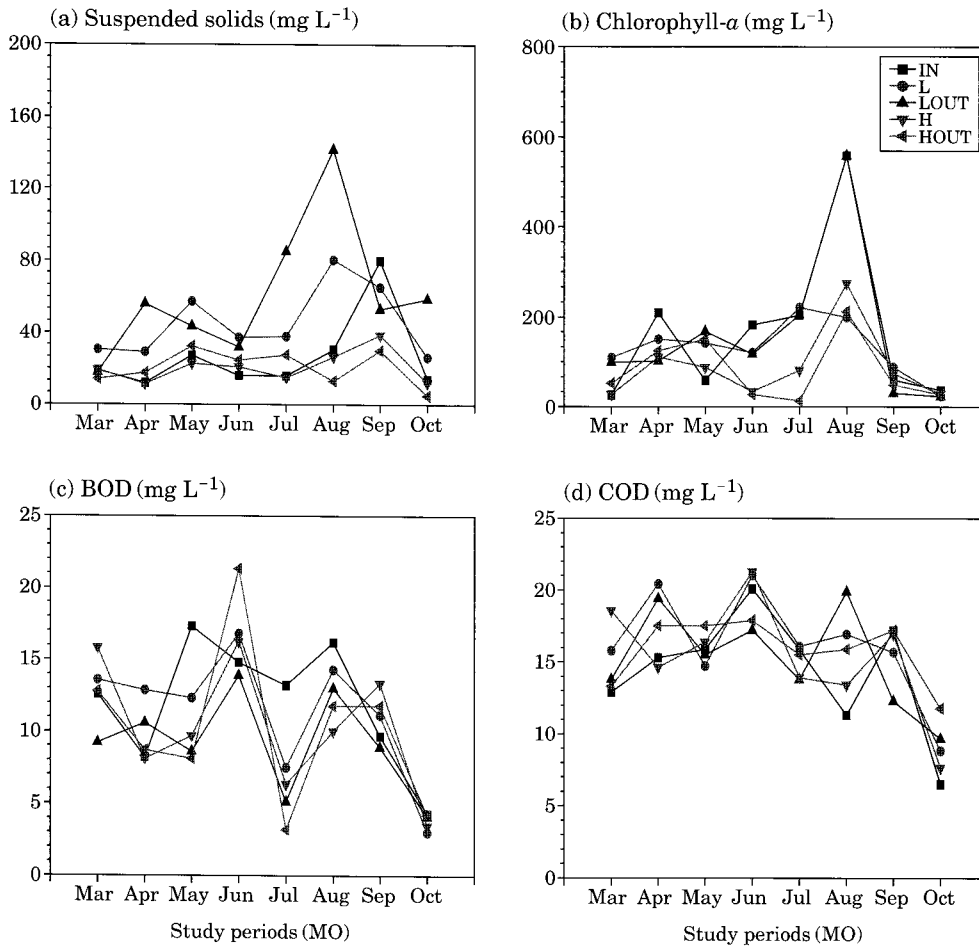 (a) Suspended solids (mg L⁻¹)
200
160
120
80
40
0
Mar Apr May Jun Jul Aug Sep Oct
(b) Chlorophyll-a (mg L⁻¹)
800
600
400
200
0
IN
L
LOUT
H
HOUT
Mar Apr May Jun Jul Aug Sep Oct
(c) BOD (mg L⁻¹)
25
20
15
10
5
0
Mar Apr May Jun Jul Aug Sep Oct
Study periods (MO)
(d) COD (mg L⁻¹)
25
20
15
10
5
0
Mar Apr May Jun Jul Aug Sep Oct
Study periods (MO)